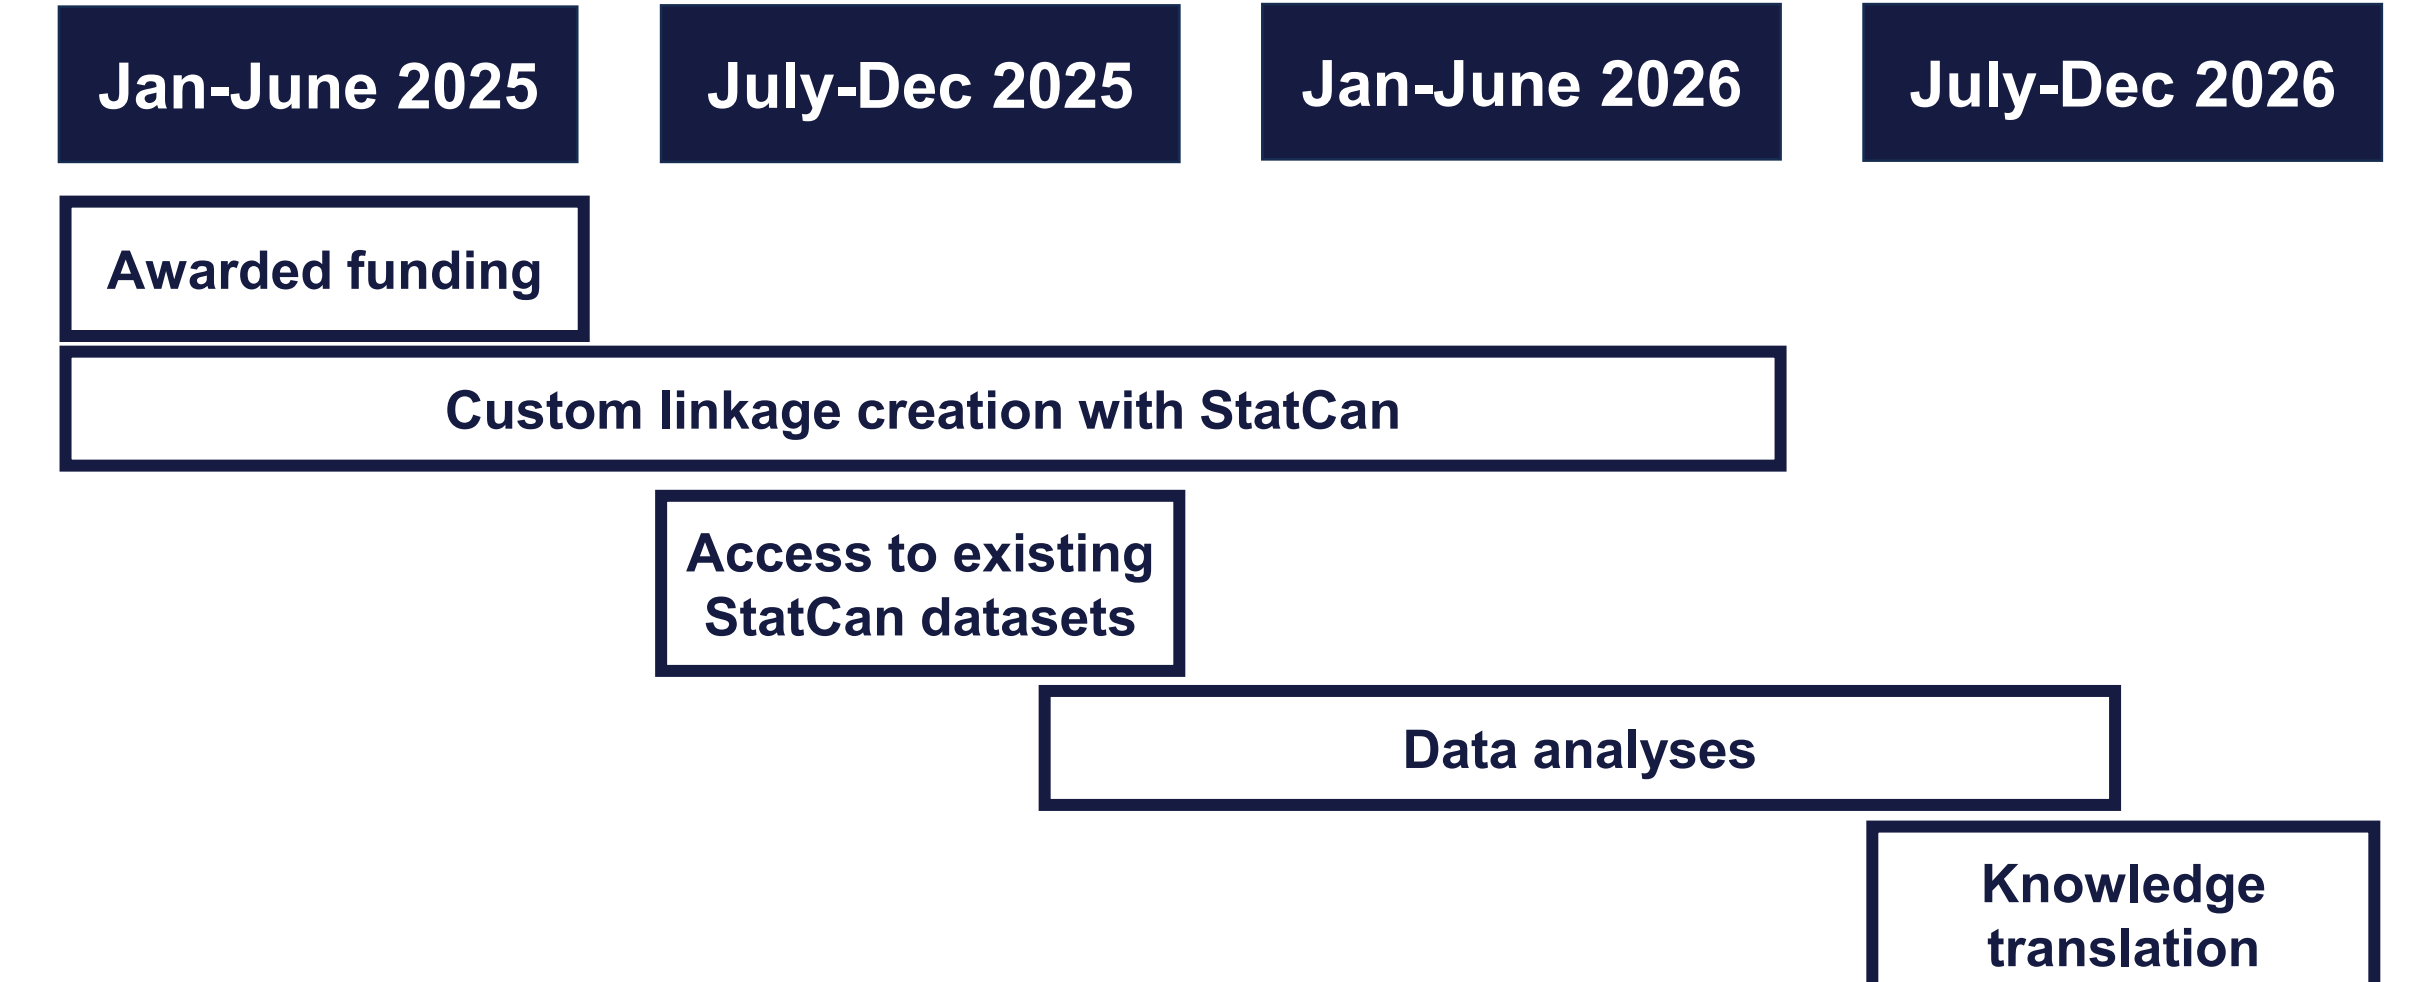 Jan-June 2025
July-Dec 2025
Jan-June 2026
July-Dec 2026
Awarded funding
Custom linkage creation with StatCan
Access to existing
StatCan datasets
Data analyses
Knowledge
translation